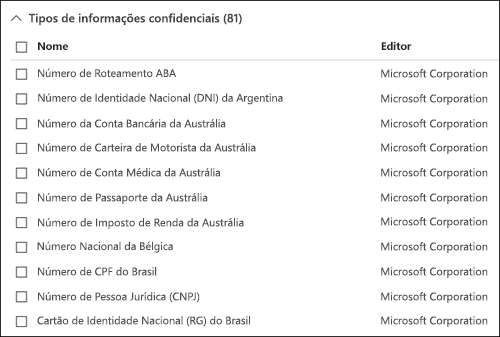 Tipos de informações confidenciais (81)
Nome Editor
Número de Roteamento ABA Microsoft Corporation
Número de Identidade Nacional (DNI) da Argentina Microsoft Corporation
Número da Conta Bancária da Austrália Microsoft Corporation
Número de Carteira de Motorista da Austrália Microsoft Corporation
Número de Conta Médica da Austrália Microsoft Corporation
Número de Passaporte da Austrália Microsoft Corporation
Número de Imposto de Renda da Austrália Microsoft Corporation
Número Nacional da Bélgica Microsoft Corporation
Número de CPF do Brasil Microsoft Corporation
Número de Pessoa Jurídica (CNPJ) Microsoft Corporation
Cartão de Identidade Nacional (RG) do Brasil Microsoft Corporation